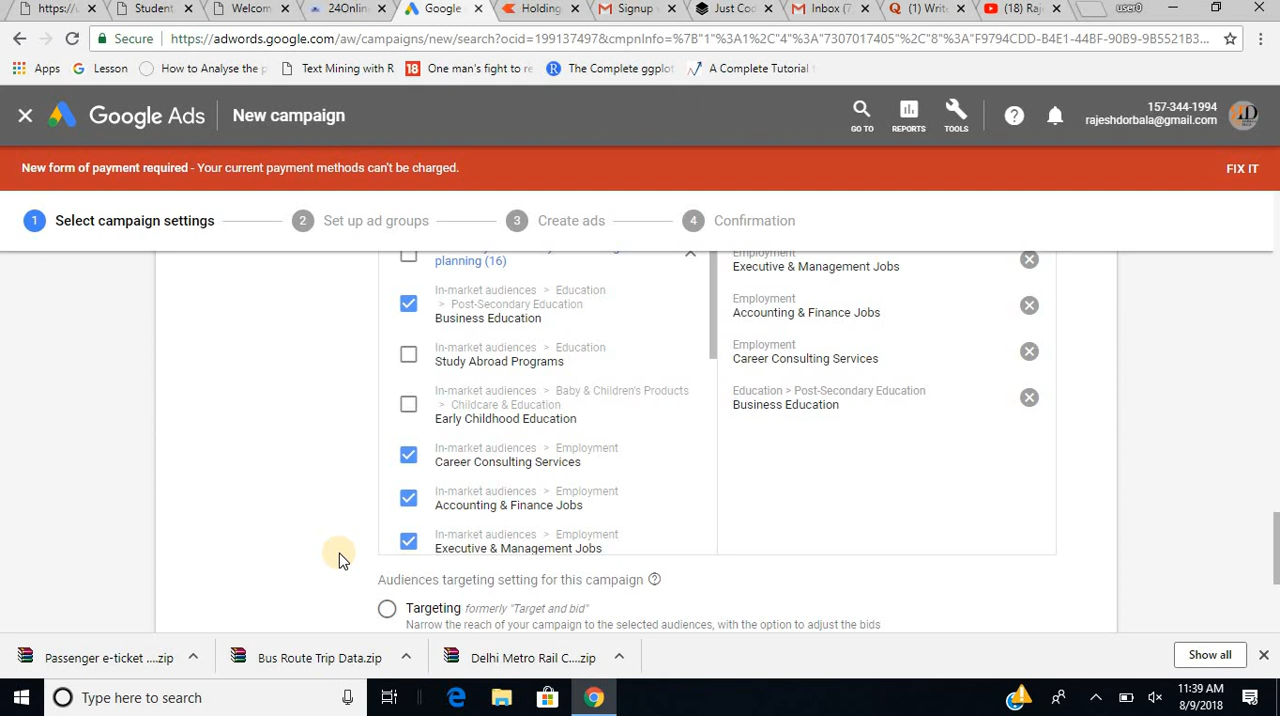 https://u
Student
Welcom
24Onlin
Google
Holding
Signup
Just Cod
Inbox (1
(1) Write
(18) Raje
user0
Secure
https://adwords.google.com/aw/campaigns/new/search?ocid=199137497&cmpnInfo=%7B"1"%3A1%2C"4"%3A"7307017405"%2C"8"%3A"F9794CDD-B4E1-44BF-90B9-9B5521B3...
Apps
Lesson
How to Analyse the p
Text Mining with R
18 One man's fight to re
The Complete ggplot
A Complete Tutorial t
Google Ads
New campaign
GO TO
REPORTS
TOOLS
157-344-1994
rajeshdorbala@gmail.com
New form of payment required - Your current payment methods can't be charged.
FIX IT
1 Select campaign settings
2 Set up ad groups
3 Create ads
4 Confirmation
planning (16)
In-market audiences > Education
> Post-Secondary Education
Business Education
In-market audiences > Education
Study Abroad Programs
In-market audiences > Baby & Children's Products
> Childcare & Education
Early Childhood Education
In-market audiences > Employment
Career Consulting Services
In-market audiences > Employment
Accounting & Finance Jobs
In-market audiences > Employment
Executive & Management Jobs
Employment
Executive & Management Jobs
Employment
Accounting & Finance Jobs
Employment
Career Consulting Services
Education > Post-Secondary Education
Business Education
Audiences targeting setting for this campaign
Targeting formerly "Target and bid"
Narrow the reach of your campaign to the selected audiences, with the option to adjust the bids
Passenger e-ticket ....zip
Bus Route Trip Data.zip
Delhi Metro Rail C....zip
Show all
Type here to search
11:39 AM
8/9/2018